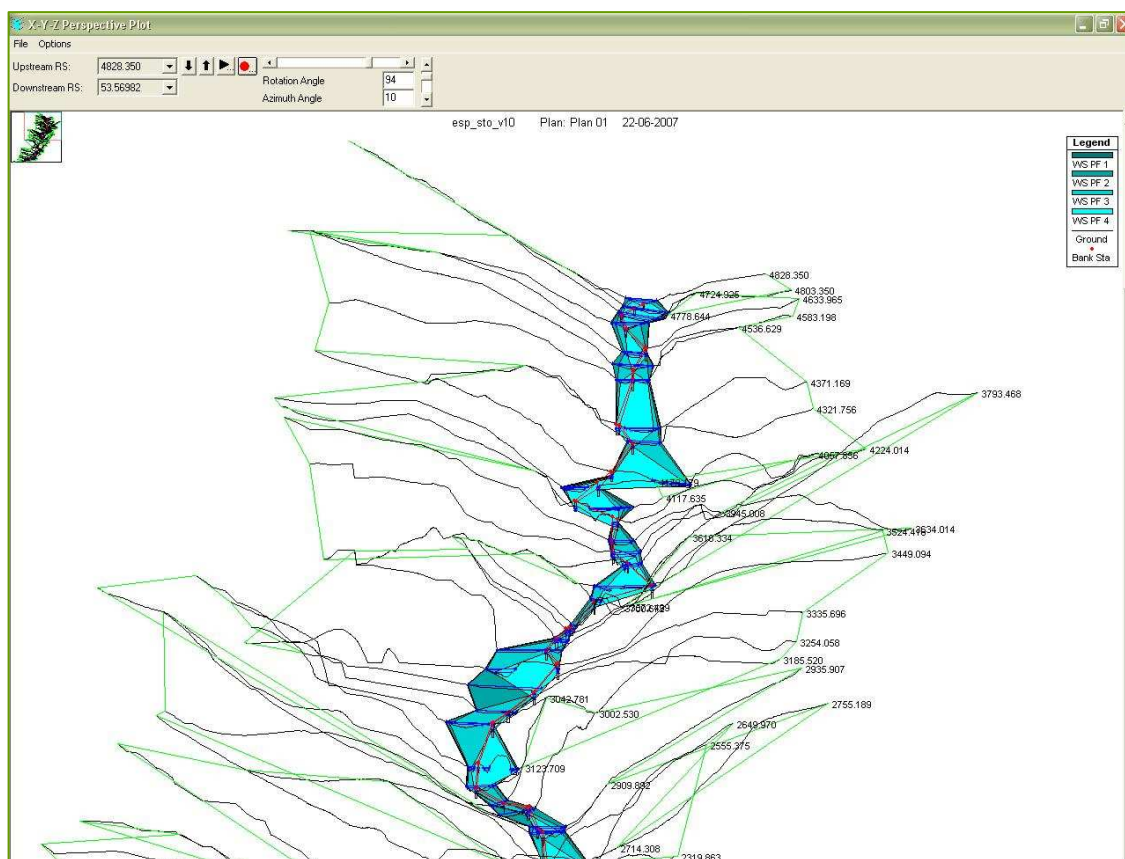 X-Y-Z Perspective Plot
File Options
Upstream RS: 4828.350
Downstream RS: 53.56982
Rotation Angle 94
Azimuth Angle 10
esp_sto_v10 Plan: Plan 01 22-06-2007
Legend
WS PF 1
WS PF 2
WS PF 3
WS PF 4
Ground
Bank Sta
4828.350
4803.350
4724.925
4633.965
4778.644
4583.198
4536.629
4371.169
3793.468
4321.756
4224.014
4117.635
3945.008
3634.014
3618.334
3449.094
3335.696
3254.058
3185.520
2935.907
3042.781
2755.189
3002.530
2649.970
2555.375
3123.709
2909.892
2714.308
2319.863